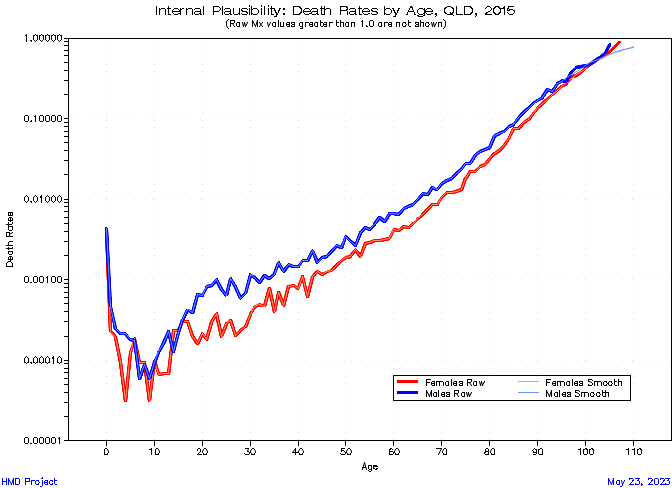 Internal Plausibility: Death Rates by Age, QLD, 2015
(Raw Mx values greater than 1.0 are not shown)
1.00000
0.10000
0.01000
0.00100
0.00010
0.00001
Death Rates
0 10 20 30 40 50 60 70 80 90 100 110
Age
Females Raw Females Smooth
Males Raw Males Smooth
HMD Project May 23, 2023